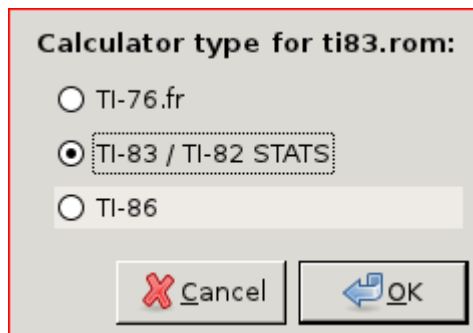 Calculator type for ti83.rom:
TI-76.fr
TI-83 / TI-82 STATS
TI-86
Cancel OK